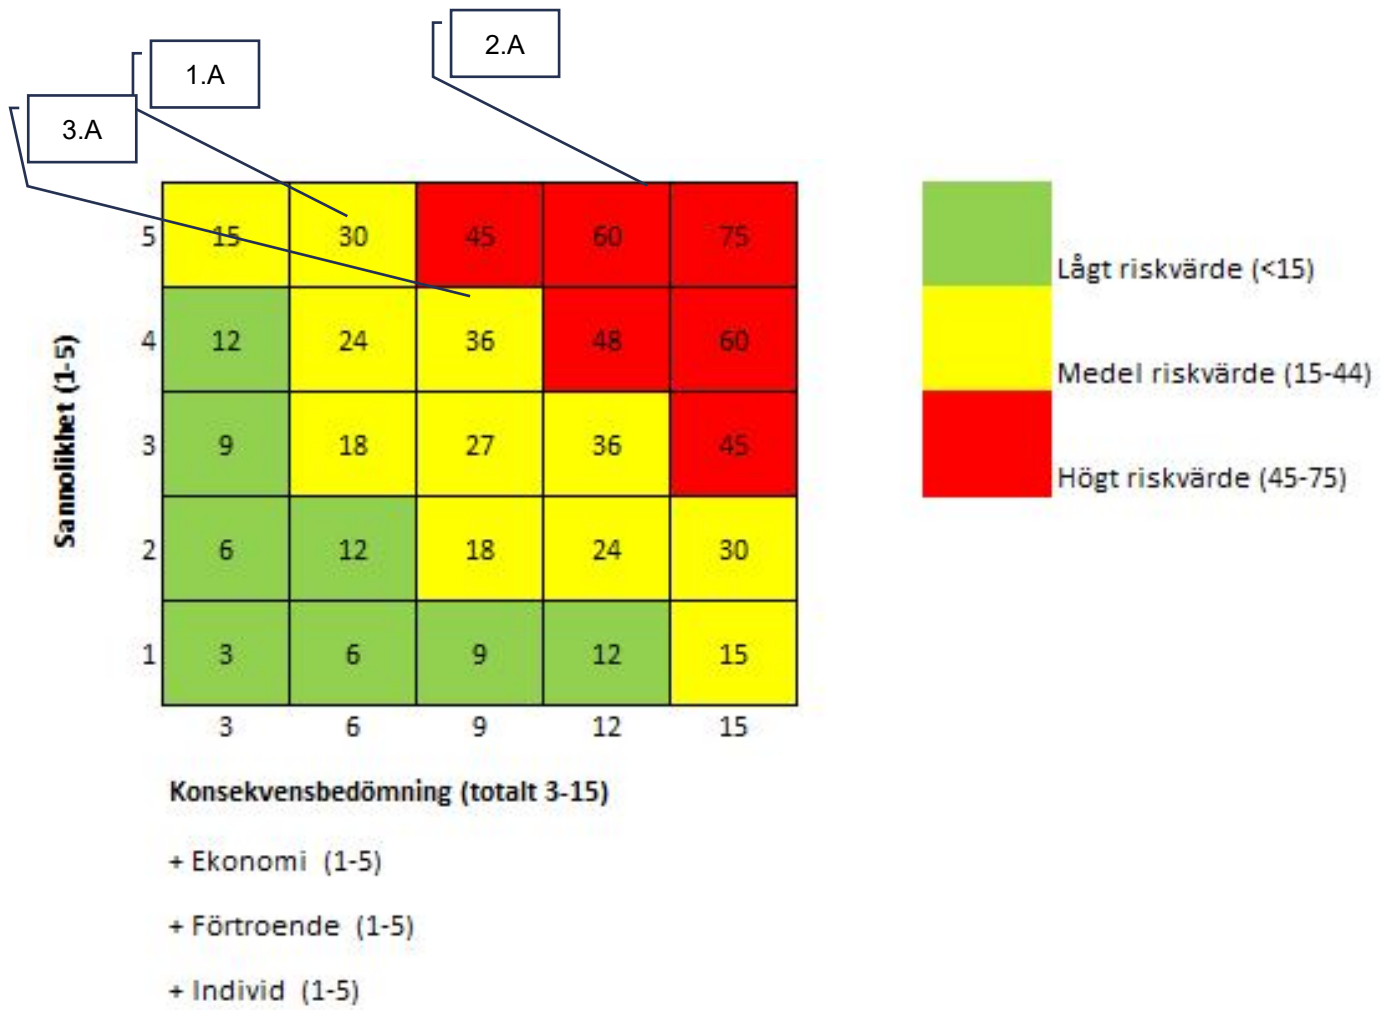 2.A
1.A
3.A
5 15 30 45 60 75
4 12 24 36 48 60
3 9 18 27 36 45
2 6 12 18 24 30
1 3 6 9 12 15
3 6 9 12 15
Sannolikhet (1-5)
Konsekvensbedömning (totalt 3-15)
+ Ekonomi (1-5)
+ Förtroende (1-5)
+ Individ (1-5)
Lågt riskvärde (<15)
Medel riskvärde (15-44)
Högt riskvärde (45-75)